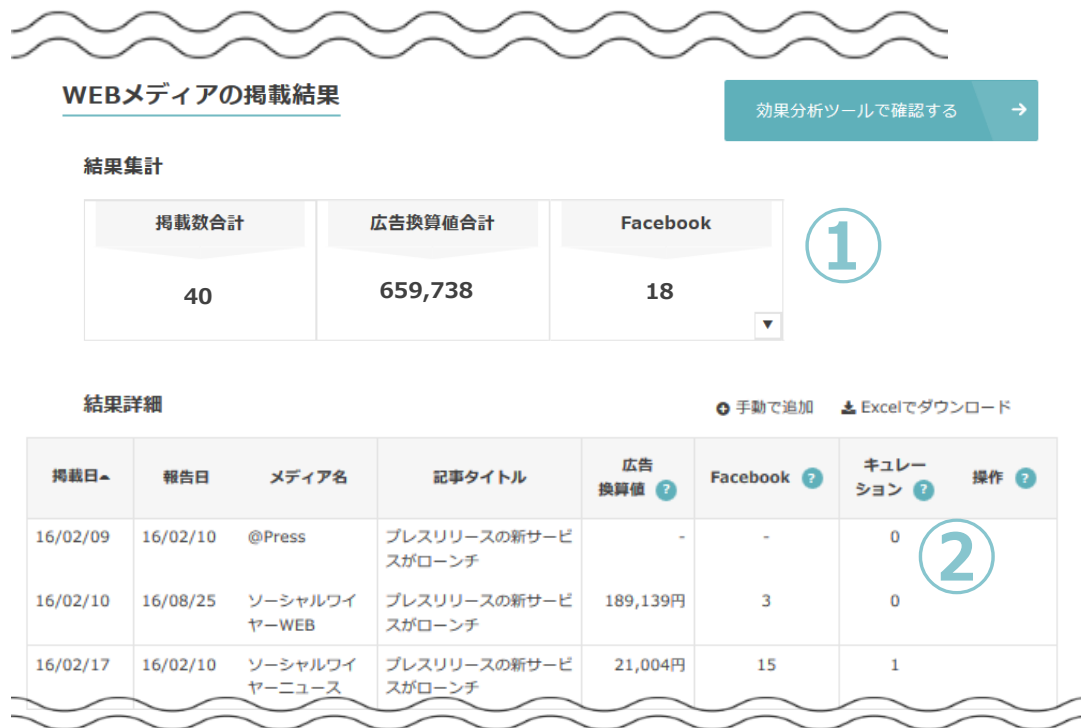 WEBメディアの掲載結果
効果分析ツールで確認する →
結果集計
掲載数合計 広告換算値合計 Facebook
①
40 659,738 18
▼
結果詳細
手動で追加 Excelでダウンロード
掲載日▲ 報告日 メディア名 記事タイトル 広告 Facebook ? キュレー 操作 ?
換算値 ? ション ?
16/02/09 16/02/10 @Press プレスリリースの新サービ - - 0
スがローンチ
②
16/02/10 16/08/25 ソーシャルワイ プレスリリースの新サービ 189,139円 3 0
ヤーWEB スがローンチ
16/02/17 16/02/10 ソーシャルワイ プレスリリースの新サービ 21,004円 15 1
ヤーニュース スがローンチ